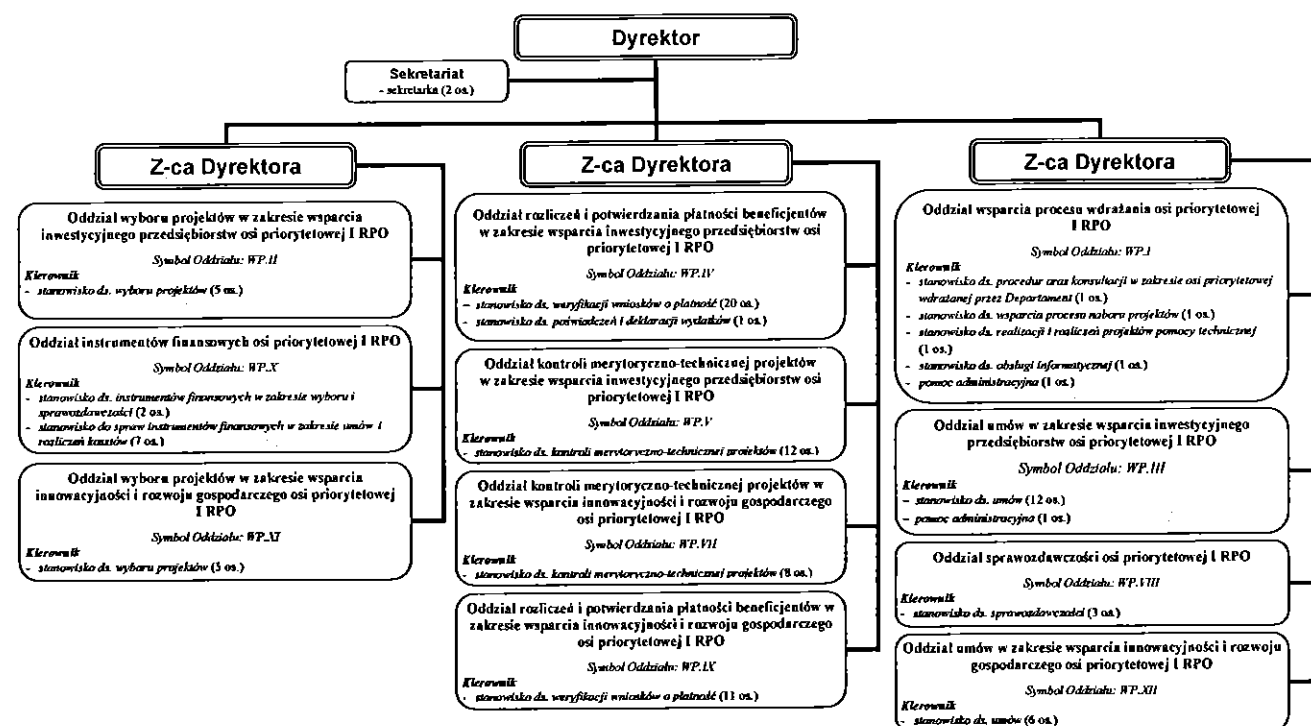 Dyrektor
Sekretariat
- sekretarka (2 os.)
Z-ca Dyrektora
Oddział wyboru projektów w zakresie wsparcia
inwestycyjnego przedsiębiorstw osi priorytetowej I RPO
Symbol Oddziału: WP.II
Kierownik
- stanowisko ds. wyboru projektów (5 os.)
Oddział instrumentów finansowych osi priorytetowej I RPO
Symbol Oddziału: WP.X
Kierownik
- stanowisko ds. instrumentów finansowych w zakresie wyboru i
sprawozdawczości (2 os.)
- stanowisko do spraw instrumentów finansowych w zakresie umów i
rozliczeń kosztów os.)
Oddział wyboru projektów w zakresie wsparcia
innowacyjności i rozwoju gospodarczego osi priorytetowej
I RPO
Symbol Oddziału: WP.XI
Kierownik
- stanowisko ds. wyboru projektów os.)
Z-ca Dyrektora
Oddział rozliczeń i potwierdzania płatności beneficjentów
w zakresie wsparcia inwestycyjnego przedsiębiorstw osi
priorytetowej I RPO
Symbol Oddziału: WP.IV
Kierownik
- stanowisko ds. weryfikacji wniosków o płatność (20 os.)
- stanowisko ds. poświadczeń i deklaracji wydatków (1 os.)
Oddział kontroli merytoryczno-technicznej projektów
w zakresie wsparcia inwestycyjnego przedsiębiorstw osi
priorytetowej I RPO
Symbol Oddziału: WP.V
Kierownik
- stanowisko ds. kontroli merytoryczno-technicznej projektów (12 os.)
Oddział kontroli merytoryczno-technicznej projektów w
zakresie wsparcia innowacyjności i rozwoju gospodarczego
osi priorytetowej I RPO
Symbol Oddziału: WP.VII
Kierownik
- stanowisko ds. kontroli merytoryczno-technicznej projektów (8 os.)
Oddział rozliczeń i potwierdzania płatności beneficjentów w
zakresie wsparcia innowacyjności i rozwoju gospodarczego
osi priorytetowej I RPO
Symbol Oddziału: WP.IX
Kierownik
- stanowisko ds. weryfikacji wniosków o płatność (11 os.)
Z-ca Dyrektora
Oddział wsparcia procesu wdrażania osi priorytetowej
I RPO
Symbol Oddziału: WP.I
Kierownik
- stanowisko ds. procedur oraz konsultacji w zakresie osi priorytetowej
wdrażanej przez Departament (1 os.)
- stanowisko ds. wsparcia procesu naboru projektów (1 os.)
- stanowisko ds. realizacji i rozliczeń projektów pomocy technicznej
(1 os.)
- stanowisko ds. obsługi informatycznej (1 os.)
- pomoc administracyjna (1 os.)
Oddział umów w zakresie wsparcia inwestycyjnego
przedsiębiorstw osi priorytetowej I RPO
Symbol Oddziału: WP.III
Kierownik
- stanowisko ds. umów (12 os.)
- pomoc administracyjna (1 os.)
Oddział sprawozdawczości osi priorytetowej I RPO
Symbol Oddziału: WP.VIII
Kierownik
- stanowisko ds. sprawozdawczości (3 os.)
Oddział umów w zakresie wsparcia innowacyjności i rozwoju
gospodarczego osi priorytetowej I RPO
Symbol Oddziału: WP.XII
Kierownik
- stanowisko ds. umów (6 os.)